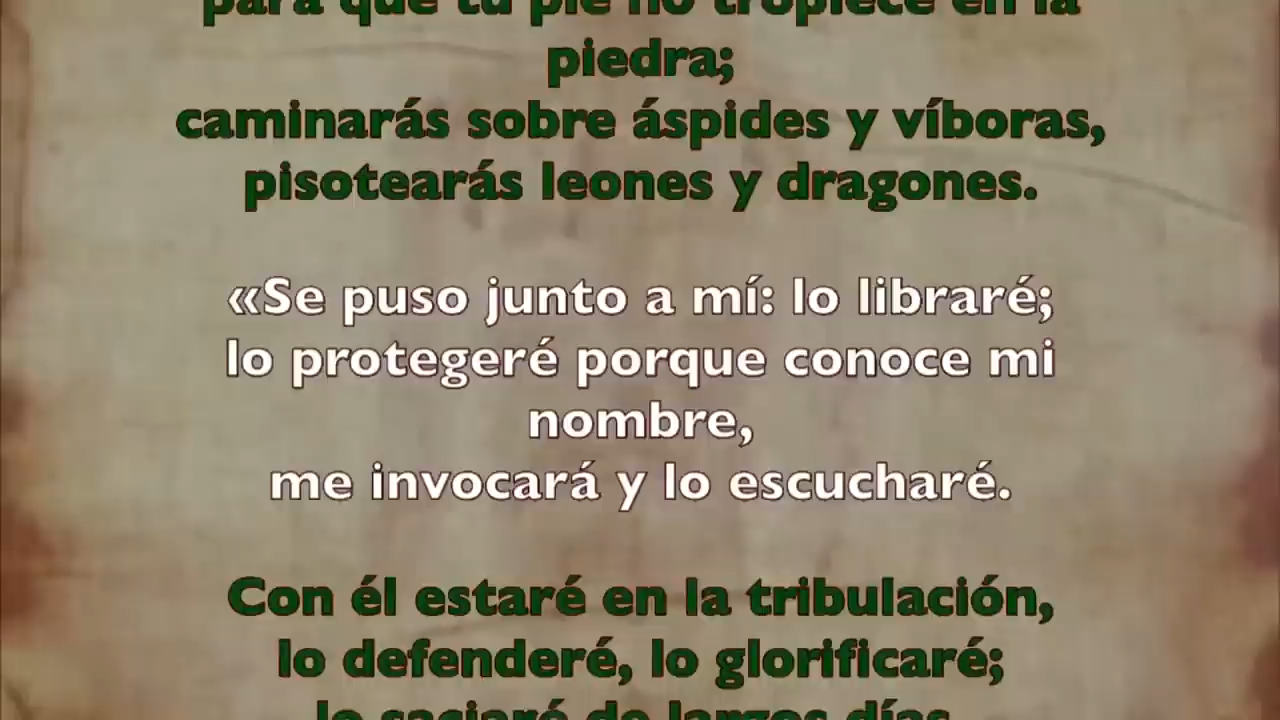 para que tu pie no tropiece en la
piedra;
caminarás sobre áspides y víboras,
pisotearás leones y dragones.
«Se puso junto a mí: lo libraré;
lo protegeré porque conoce mi
nombre,
me invocará y lo escucharé.
Con él estaré en la tribulación,
lo defenderé, lo glorificaré;
lo saciaré de largos días